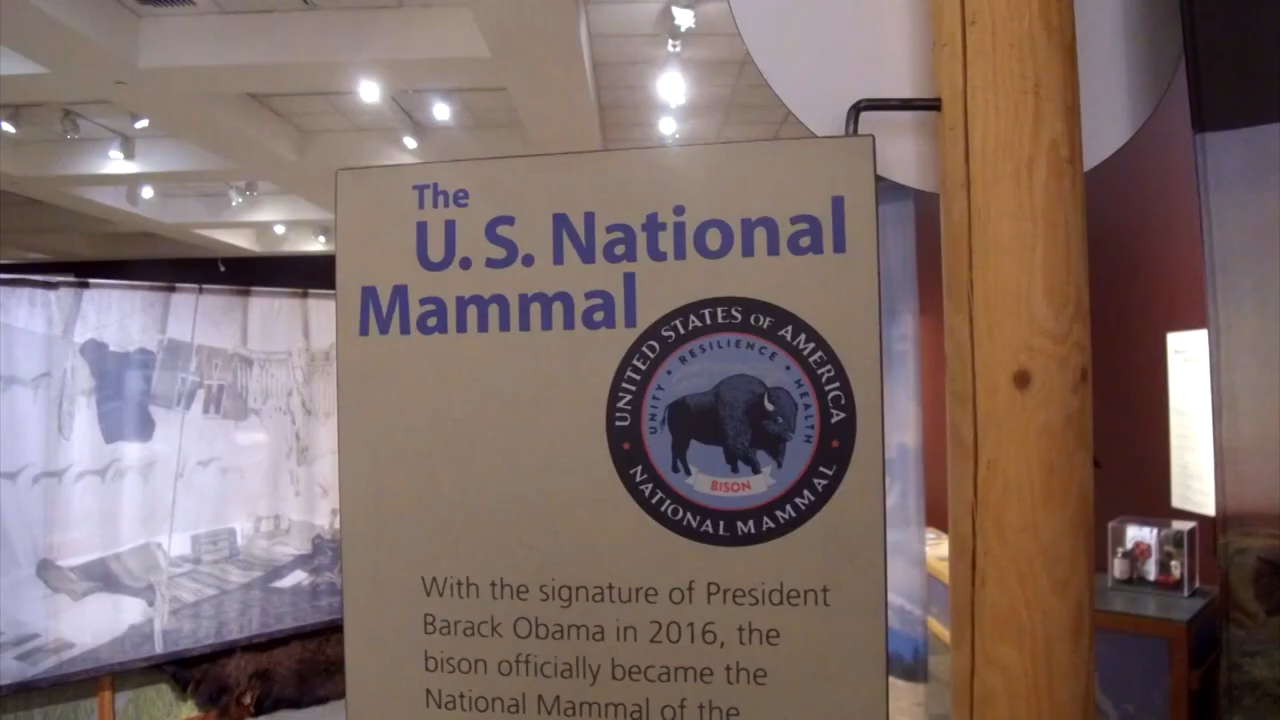 The
U.S. National
Mammal
UNITED STATES OF AMERICA
UNITY • RESILIENCE • HEALTH
BISON
NATIONAL MAMMAL
With the signature of President
Barack Obama in 2016, the
bison officially became the
National Mammal of the